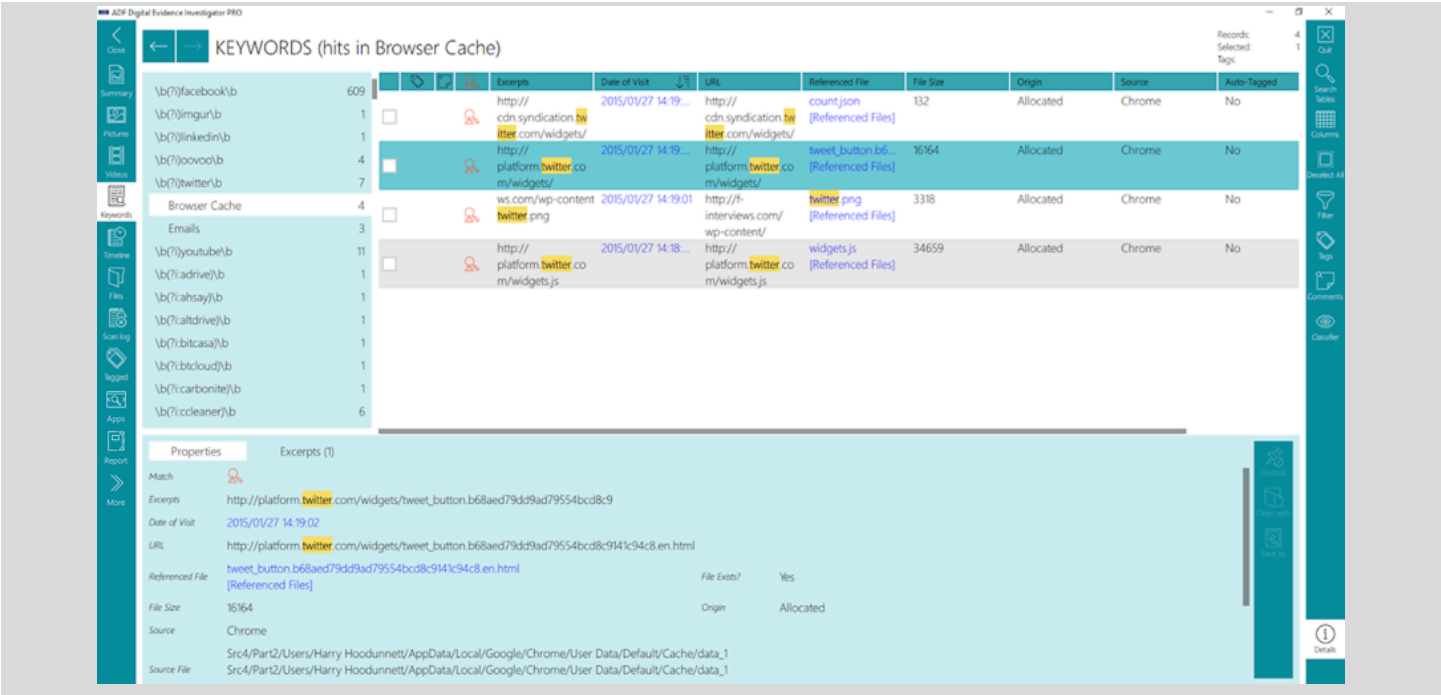 ADF Digital Evidence Investigator PRO
Close
KEYWORDS (hits in Browser Cache)
Records: 4
Selected: 1
Tags:
Quit
Summary
Pictures
Videos
Keywords
Timeline
Files
Scan log
Tagged
Apps
Report
More
\b(?i)facebook\b 609
\b(?i)imgur\b 1
\b(?i)linkedin\b 1
\b(?i)oovoo\b 4
\b(?i)twitter\b 7
Browser Cache 4
Emails 3
\b(?i)youtube\b 11
\b(?i:adrive)\b 1
\b(?i:ahsay)\b 1
\b(?i:altdrive)\b 1
\b(?i:bitcasa)\b 1
\b(?i:btcloud)\b 1
\b(?i:carbonite)\b 1
\b(?i:ccleaner)\b 6
Excerpts Date of Visit URL Referenced File File Size Origin Source Auto-Tagged
http:// 2015/01/27 14:19:... http:// count.json 132 Allocated Chrome No
cdn.syndication.tw cdn.syndication.tw [Referenced Files]
itter.com/widgets/ itter.com/widgets/
http:// 2015/01/27 14:19:... http:// tweet_button.b6... 16164 Allocated Chrome No
platform.twitter.co platform.twitter.co [Referenced Files]
m/widgets/ m/widgets/
ws.com/wp-content 2015/01/27 14:19:01 http://f- twitter.png 3318 Allocated Chrome No
twitter.png interviews.com/ [Referenced Files]
wp-content/
http:// 2015/01/27 14:18:... http:// widgets.js 34659 Allocated Chrome No
platform.twitter.co platform.twitter.co [Referenced Files]
m/widgets.js m/widgets.js
Search
Tables
Columns
Deselect All
Filter
Tags
Comments
Classifier
Properties Excerpts (1)
Match
Excerpts http://platform.twitter.com/widgets/tweet_button.b68aed79dd9ad79554bcd8c9
Date of Visit 2015/01/27 14:19:02
URL http://platform.twitter.com/widgets/tweet_button.b68aed79dd9ad79554bcd8c9141c94c8.en.html
Referenced File tweet_button.b68aed79dd9ad79554bcd8c9141c94c8.en.html File Exists? Yes
[Referenced Files]
File Size 16164 Origin Allocated
Source Chrome
Src4/Part2/Users/Harry Hoodunnett/AppData/Local/Google/Chrome/User Data/Default/Cache/data_1
Source File Src4/Part2/Users/Harry Hoodunnett/AppData/Local/Google/Chrome/User Data/Default/Cache/data_1
Undock
Open with
Save as
Details